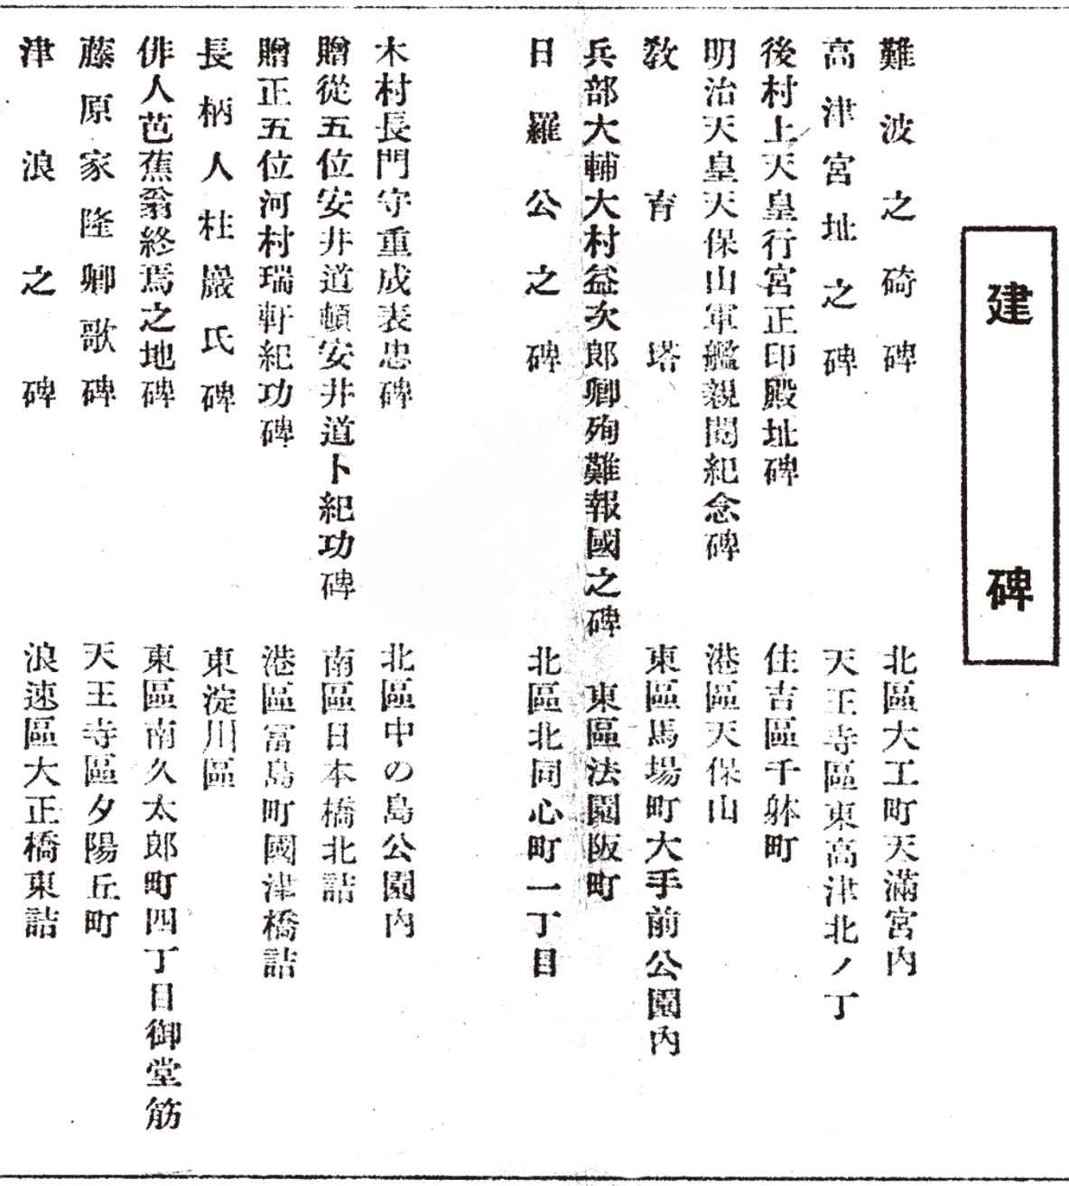 建碑
難波之碕碑 北區大工町天滿宮內
高津宮址之碑 天王寺區東高津北ノ丁
後村上天皇行宮正印殿址碑 住吉區千躰町
明治天皇天保山軍艦親閱紀念碑 港區天保山
敎育塔 東區馬場町大手前公園內
兵部大輔大村益次郞卿殉難報國之碑 東區法圓阪町
日羅公之碑 北區北同心町一丁目
木村長門守重成表忠碑 北區中の島公園內
贈從五位安井道頓安井道卜紀功碑 南區日本橋北詰
贈正五位河村瑞軒紀功碑 港區富島町國津橋詰
長柄人柱巖氏碑 東淀川區
俳人芭蕉翁終焉之地碑 東區南久太郞町四丁目御堂筋
藤原家隆卿歌碑 天王寺區夕陽丘町
津浪之碑 浪速區大正橋東詰